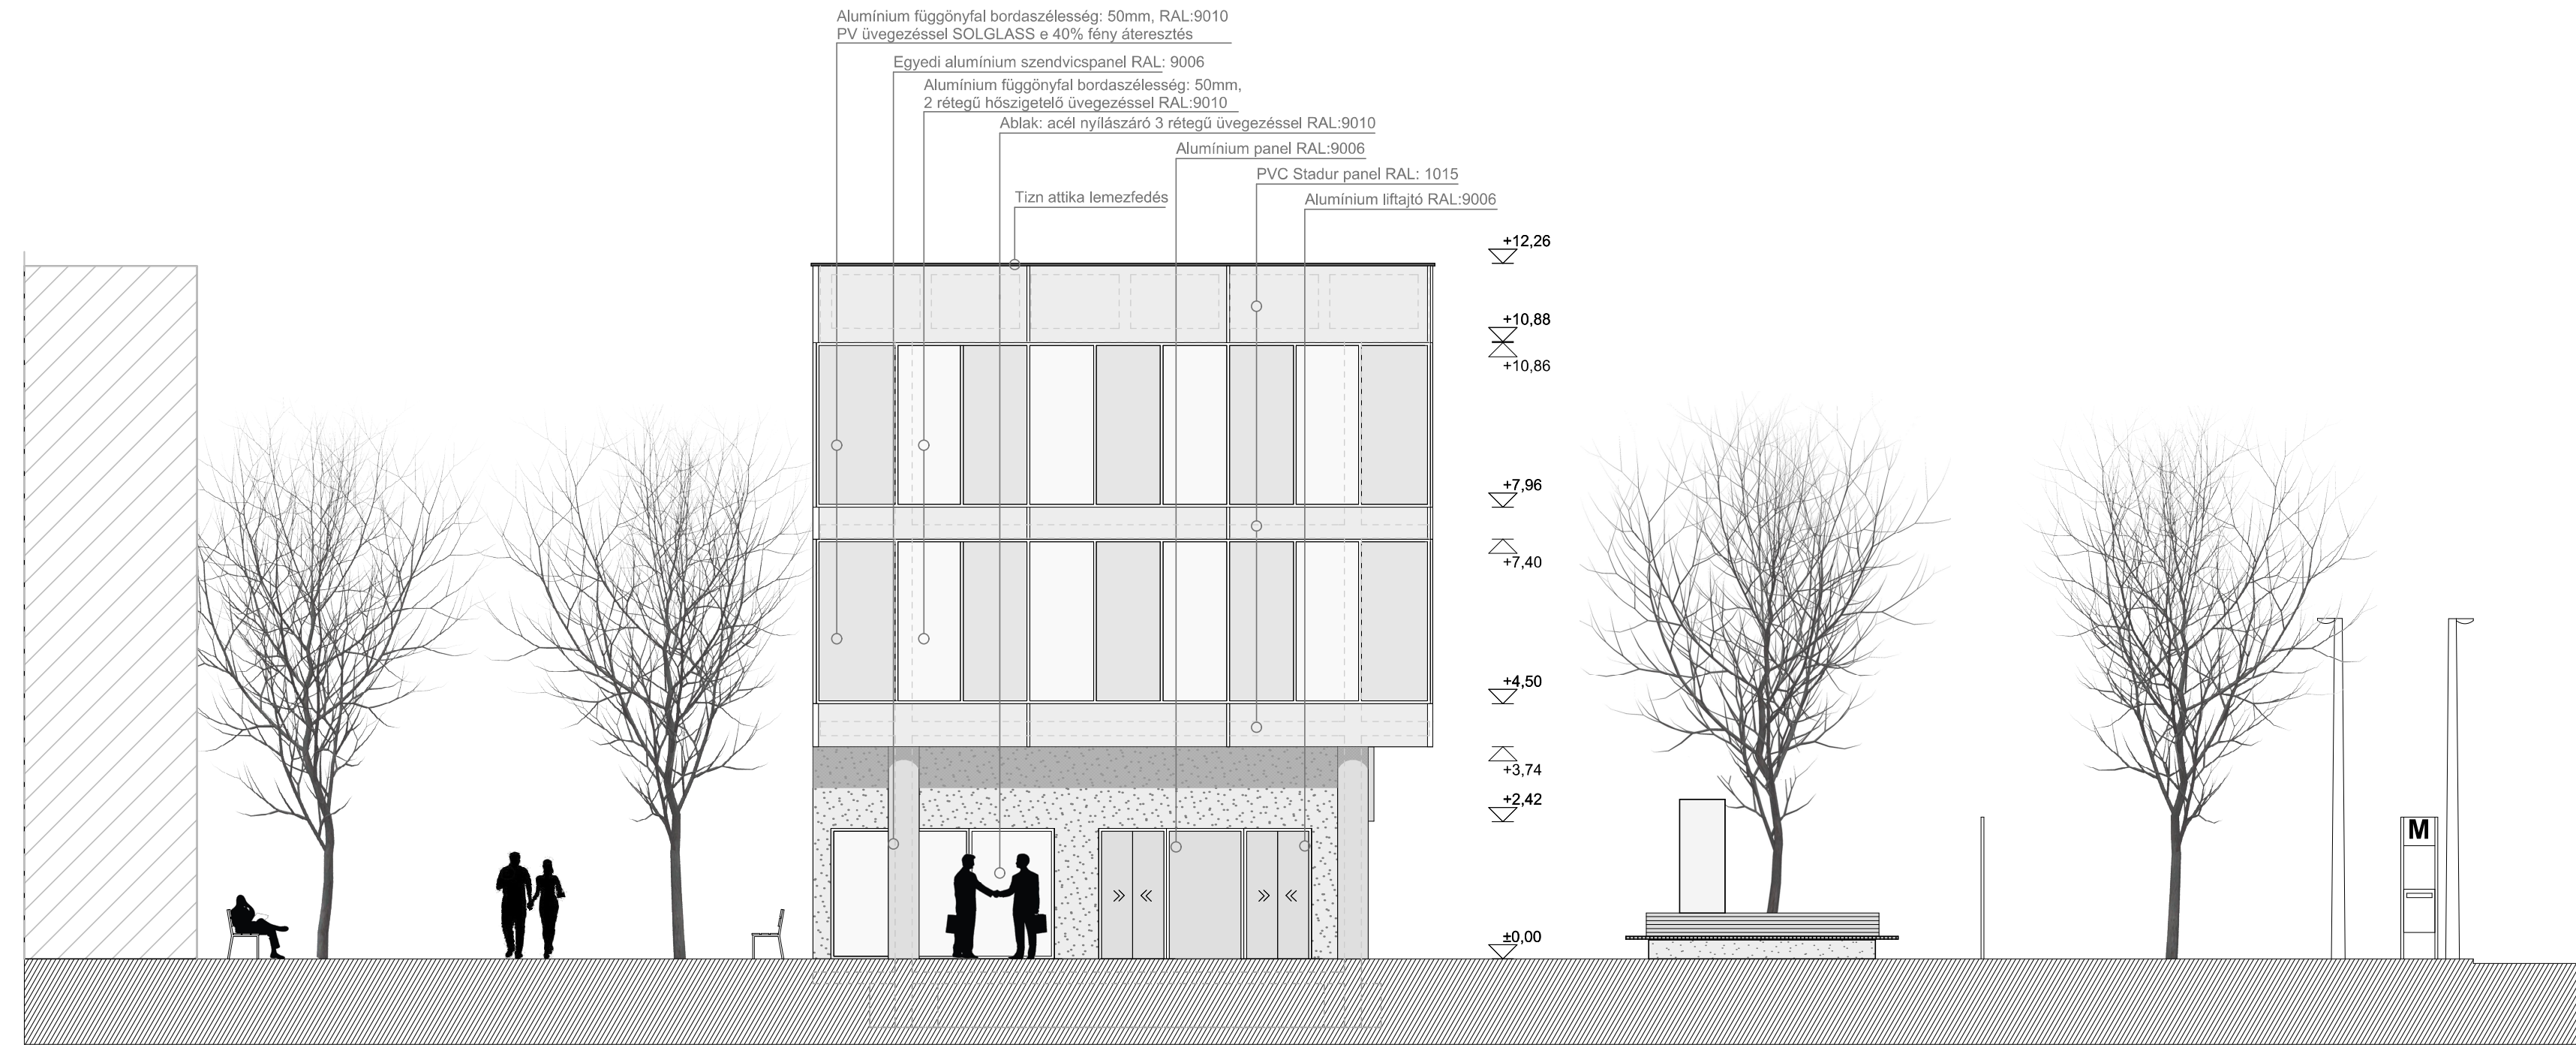 Alumínium függönyfal bordaszélesség: 50mm, RAL:9010
PV üvegezéssel SOLGLASS e 40% fény áteresztés
Egyedi alumínium szendvicspanel RAL: 9006
Alumínium függönyfal bordaszélesség: 50mm,
2 rétegű hőszigetelő üvegezéssel RAL:9010
Ablak: acél nyílászáró 3 rétegű üvegezéssel RAL:9010
Alumínium panel RAL:9006
PVC Stadur panel RAL: 1015
Tizn attika lemezfedés
Alumínium liftajtó RAL:9006
+12,26
+10,88
+10,86
+7,96
+7,40
+4,50
+3,74
+2,42
±0,00
M